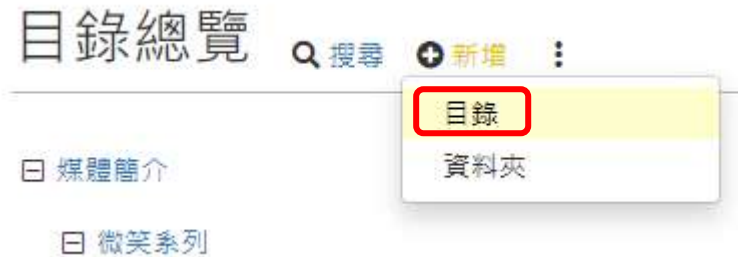 目錄總覽 搜尋 新增
目錄
資料夾
媒體簡介
微笑系列